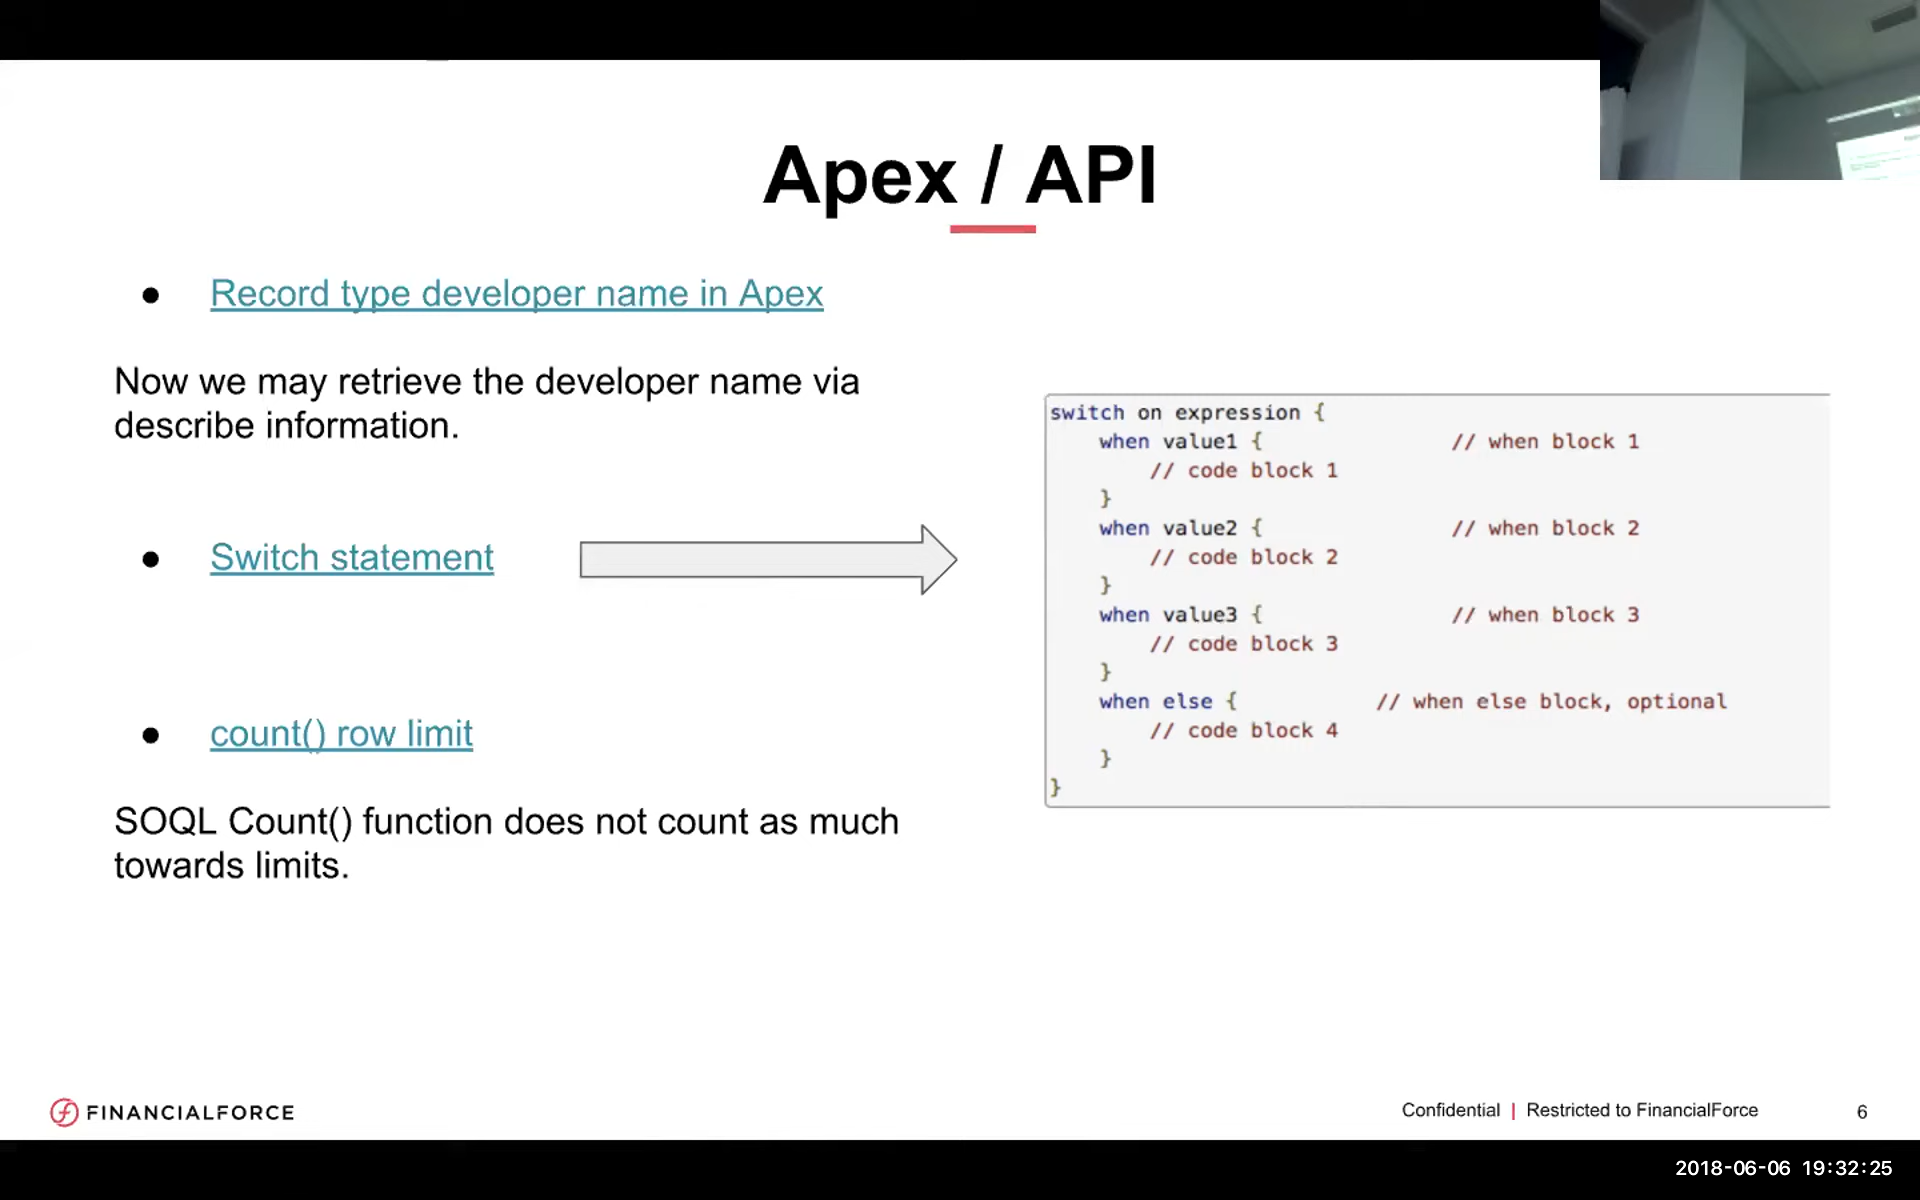 Apex / API
● Record type developer name in Apex
Now we may retrieve the developer name via
describe information.
● Switch statement
● count() row limit
SOQL Count() function does not count as much
towards limits.
switch on expression {
    when value1 {                // when block 1
        // code block 1
    }
    when value2 {                // when block 2
        // code block 2
    }
    when value3 {                // when block 3
        // code block 3
    }
    when else {           // when else block, optional
        // code block 4
    }
}
FINANCIALFORCE
Confidential | Restricted to FinancialForce
6
2018-06-06 19:32:25